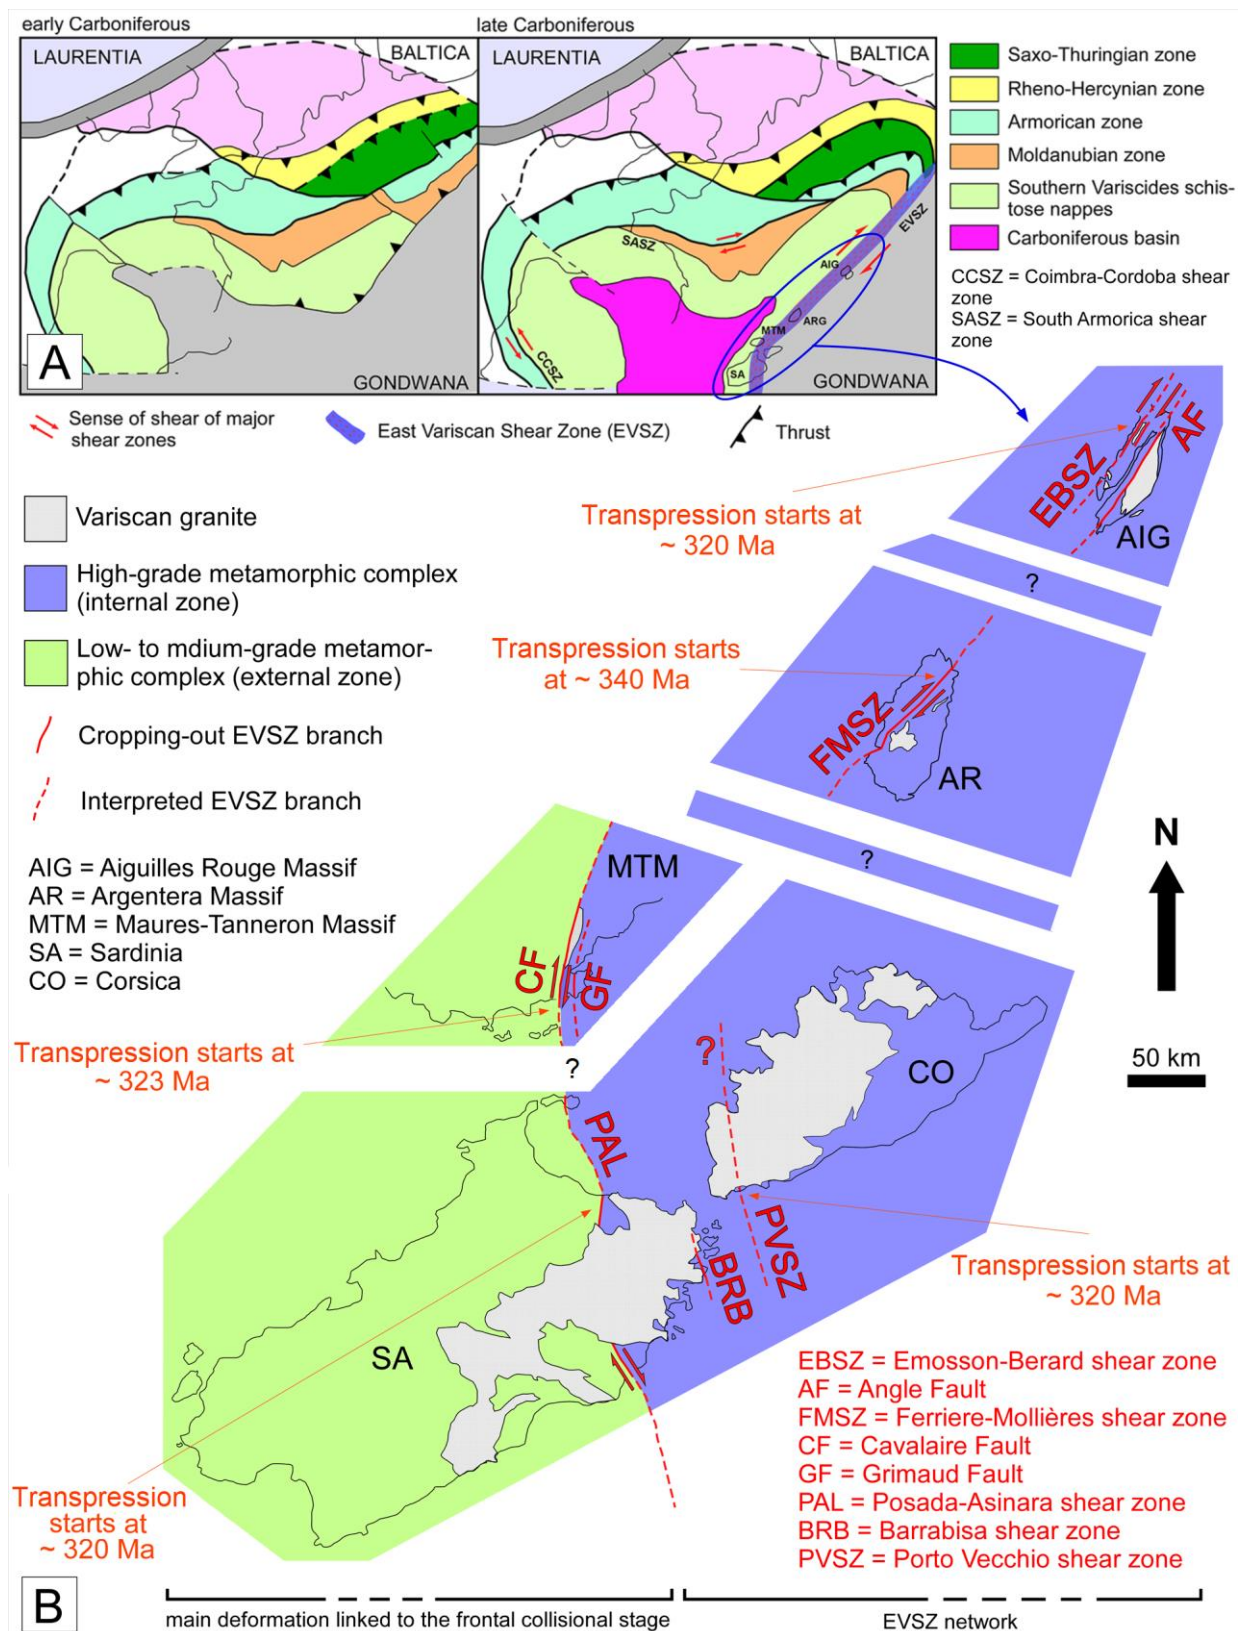 early Carboniferous
late Carboniferous
LAURENTIA
BALTICA
GONDWANA
CCSZ
A
LAURENTIA
BALTICA
SASZ
EVSZ
AIG
ARG
MTM
SA
CCSZ
GONDWANA
Saxo-Thuringian zone
Rheno-Hercynian zone
Armorican zone
Moldanubian zone
Southern Variscides schis-
tose nappes
Carboniferous basin
CCSZ = Coimbra-Cordoba shear
zone
SASZ = South Armorica shear
zone
Sense of shear of major
shear zones
East Variscan Shear Zone (EVSZ)
Thrust
Variscan granite
High-grade metamorphic complex
(internal zone)
Low- to mdium-grade metamor-
phic complex (external zone)
Cropping-out EVSZ branch
Interpreted EVSZ branch
AIG = Aiguilles Rouge Massif
AR = Argentera Massif
MTM = Maures-Tanneron Massif
SA = Sardinia
CO = Corsica
Transpression starts at
~ 320 Ma
EBSZ
AF
AIG
?
Transpression starts
at ~ 340 Ma
FMSZ
AR
?
MTM
CF
GF
Transpression starts at
~ 323 Ma
?
N
50 km
?
CO
PAL
PVSZ
BRB
SA
Transpression starts at
~ 320 Ma
Transpression
starts at
~ 320 Ma
EBSZ = Emosson-Berard shear zone
AF = Angle Fault
FMSZ = Ferriere-Mollières shear zone
CF = Cavalaire Fault
GF = Grimaud Fault
PAL = Posada-Asinara shear zone
BRB = Barrabisa shear zone
PVSZ = Porto Vecchio shear zone
B
main deformation linked to the frontal collisional stage
EVSZ network